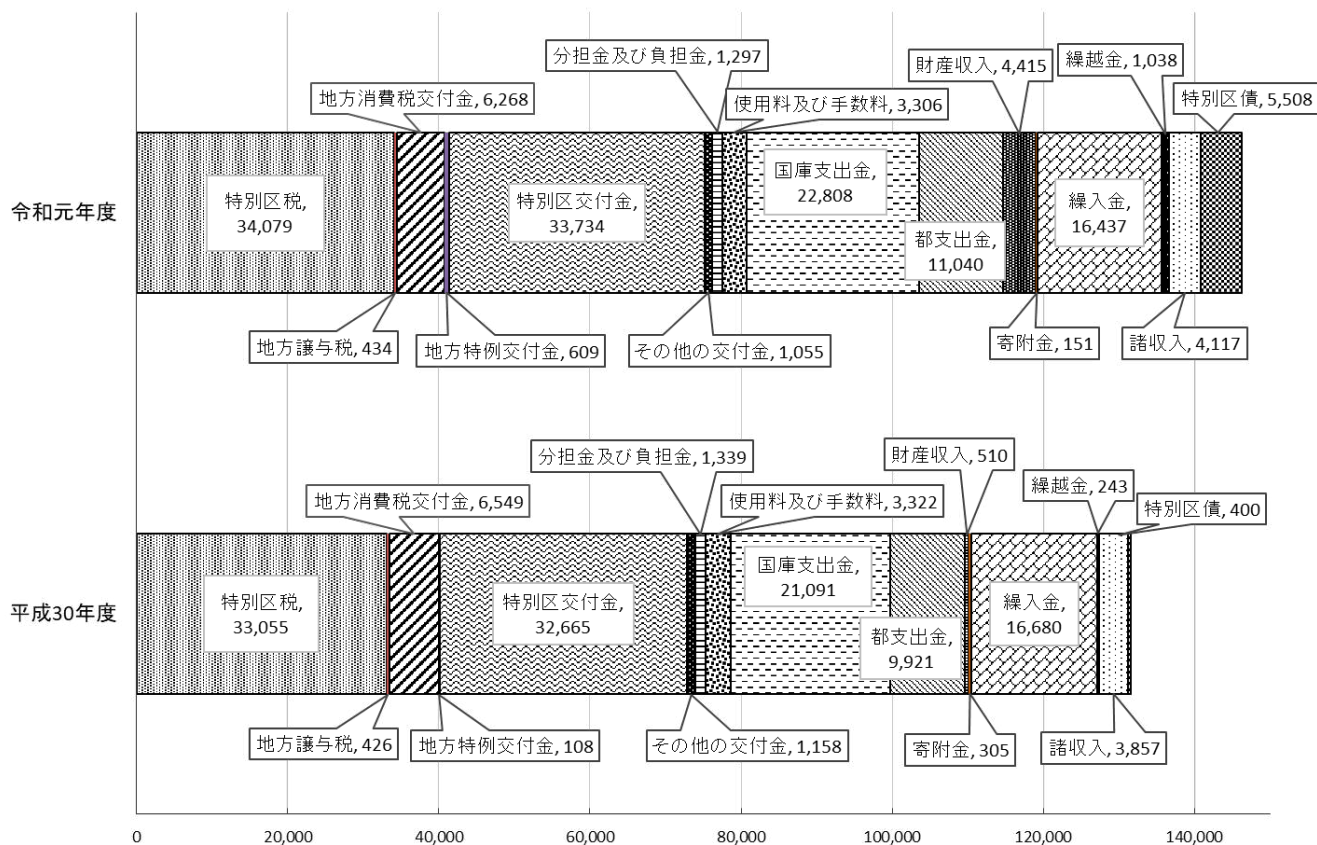 分担金及び負担金, 1,297
財産収入, 4,415
繰越金, 1,038
地方消費税交付金, 6,268
使用料及び手数料, 3,306
特別区債, 5,508
令和元年度
特別区税,
34,079
特別区交付金,
33,734
国庫支出金,
22,808
都支出金,
11,040
繰入金,
16,437
地方譲与税, 434
地方特例交付金, 609
その他の交付金, 1,055
寄附金, 151
諸収入, 4,117
分担金及び負担金, 1,339
財産収入, 510
繰越金, 243
地方消費税交付金, 6,549
使用料及び手数料, 3,322
特別区債, 400
平成30年度
特別区税,
33,055
特別区交付金,
32,665
国庫支出金,
21,091
都支出金,
9,921
繰入金,
16,680
地方譲与税, 426
地方特例交付金, 108
その他の交付金, 1,158
寄附金, 305
諸収入, 3,857
0 20,000 40,000 60,000 80,000 100,000 120,000 140,000